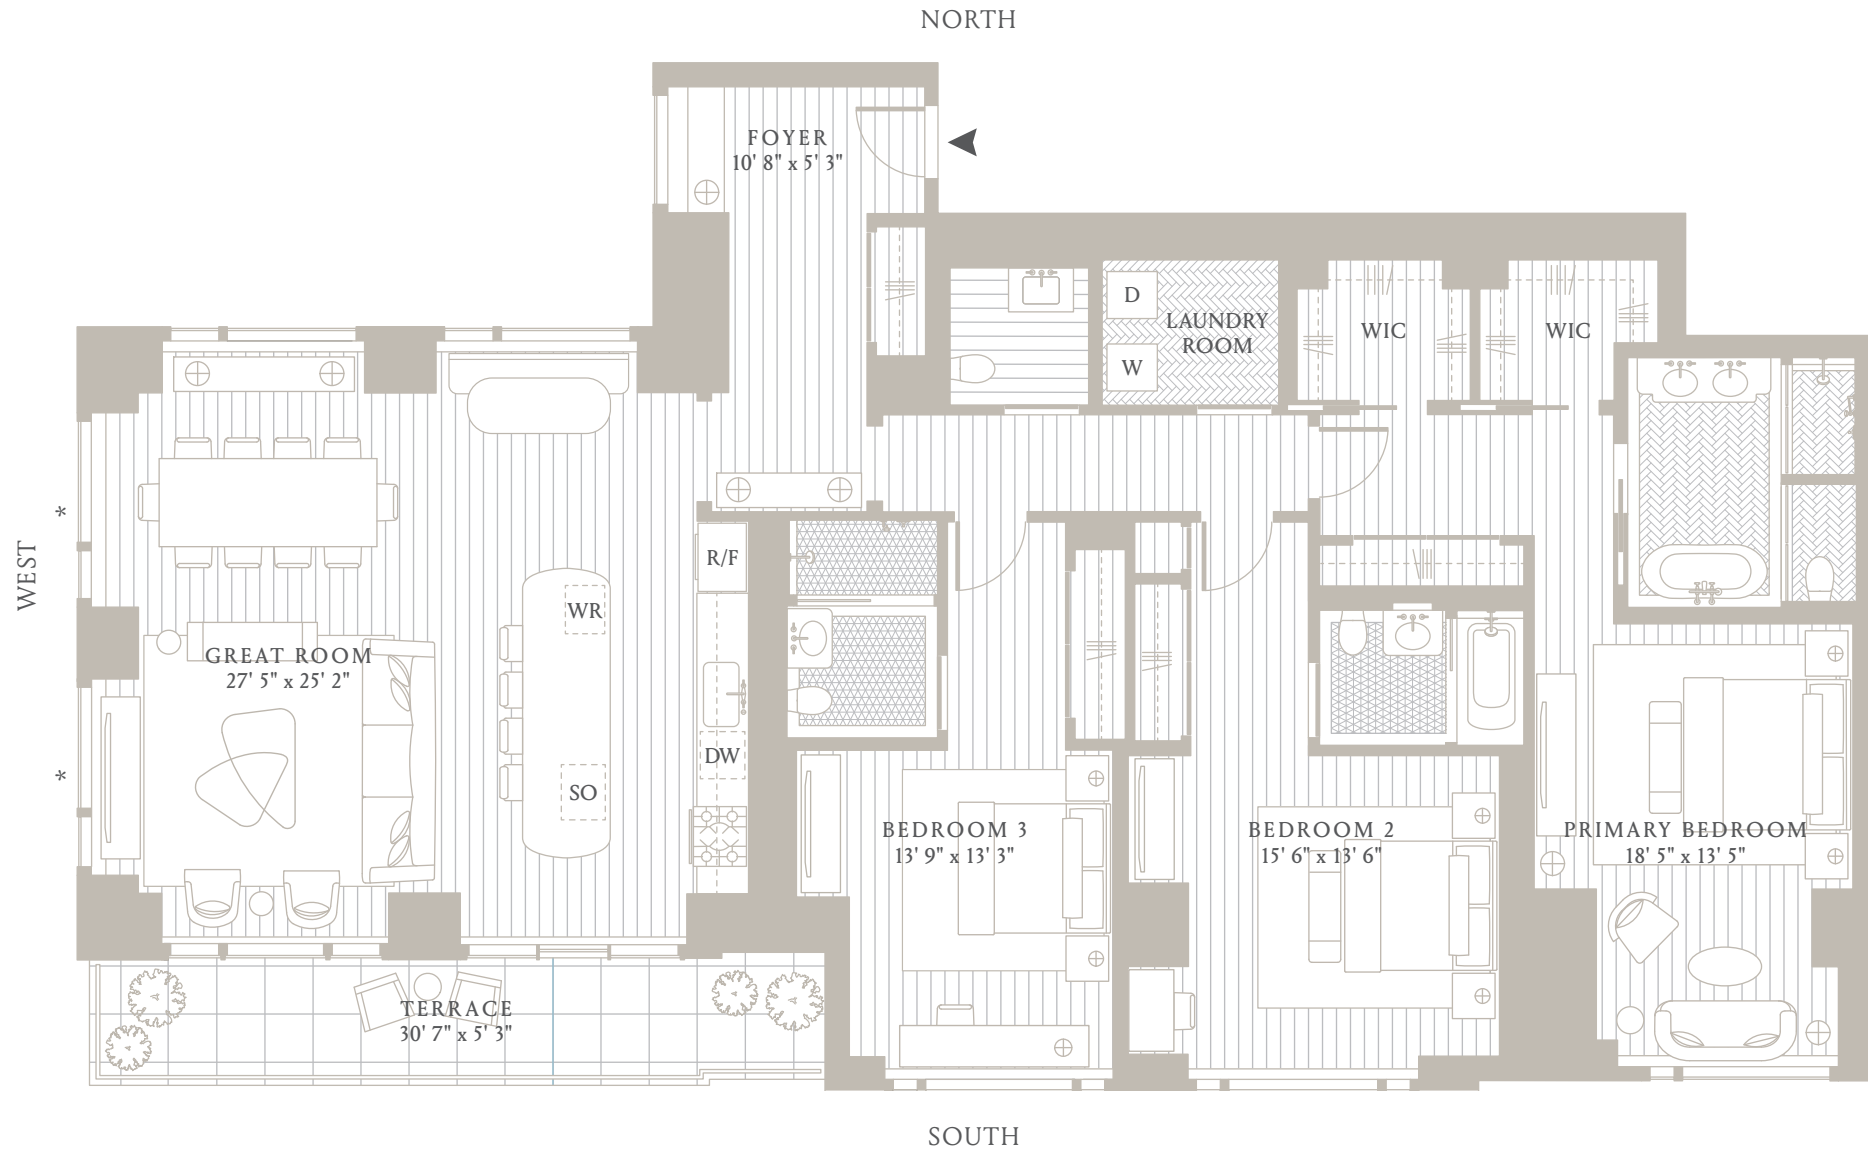 NORTH
FOYER
10' 8" x 5' 3"
D
LAUNDRY
ROOM
W
WIC
WIC
*
WEST
R/F
WR
GREAT ROOM
27' 5" x 25' 2"
DW
*
SO
BEDROOM 3
13' 9" x 13' 3"
BEDROOM 2
15' 6" x 13' 6"
PRIMARY BEDROOM
18' 5" x 13' 5"
TERRACE
30' 7" x 5' 3"
SOUTH